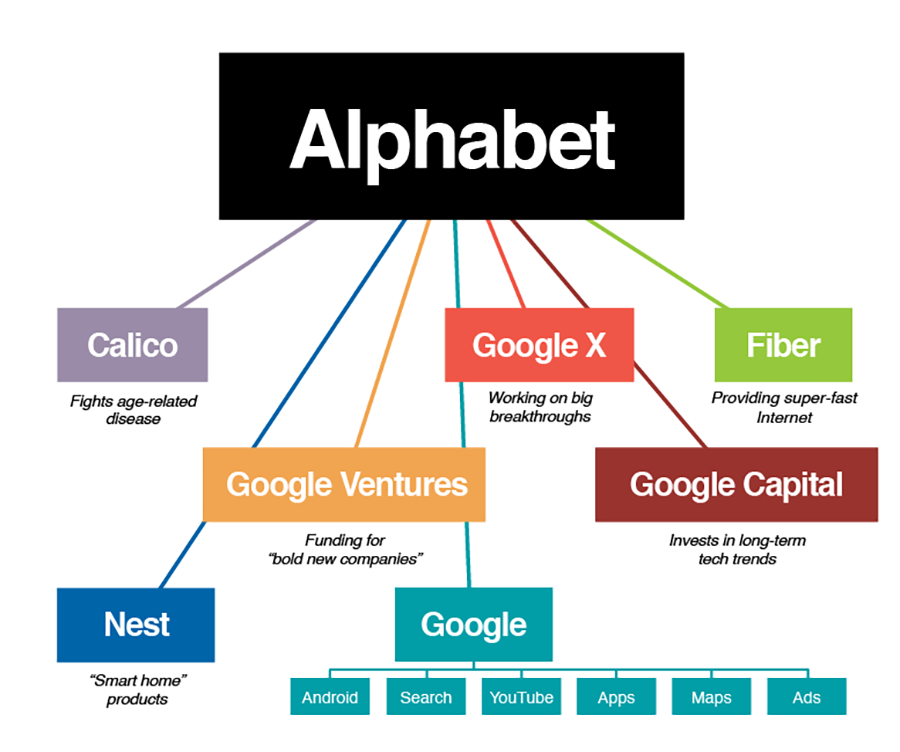 Alphabet
Calico
Fights age-related
disease
Google X
Working on big
breakthroughs
Fiber
Providing super-fast
Internet
Google Ventures
Funding for
“bold new companies”
Google Capital
Invests in long-term
tech trends
Nest
“Smart home”
products
Google
Android
Search
YouTube
Apps
Maps
Ads